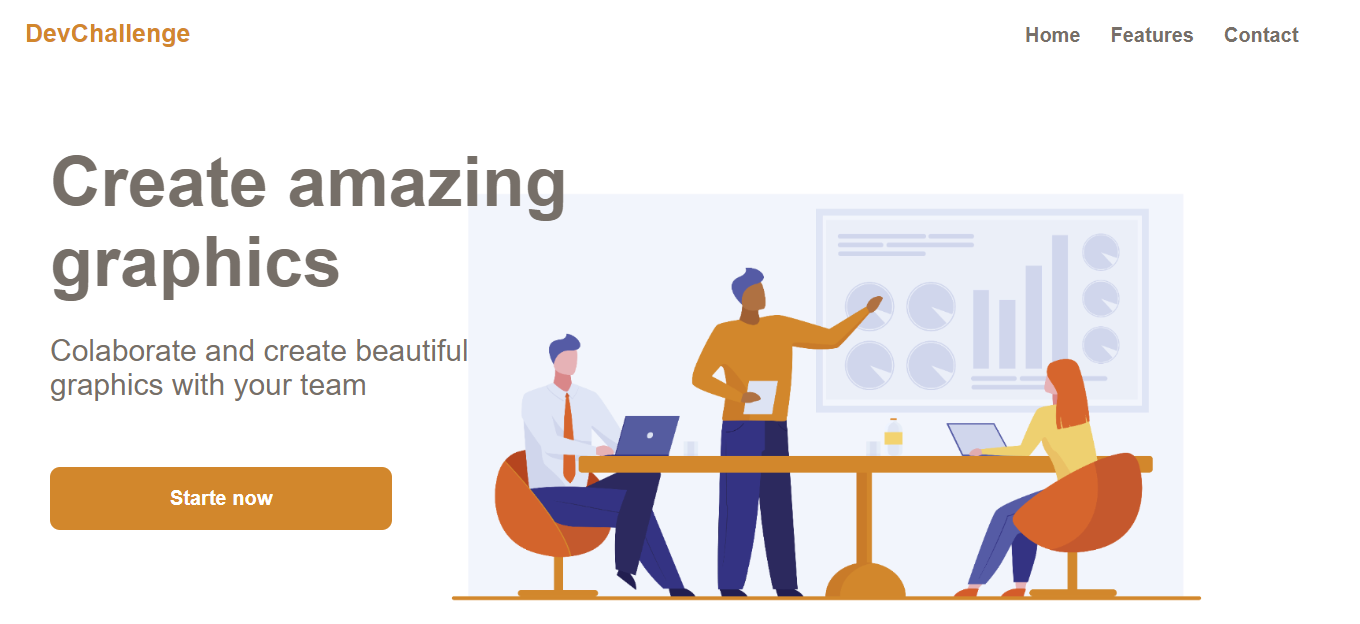 DevChallenge
Home Features Contact
Create amazing
graphics
Colaborate and create beautiful
graphics with your team
Starte now